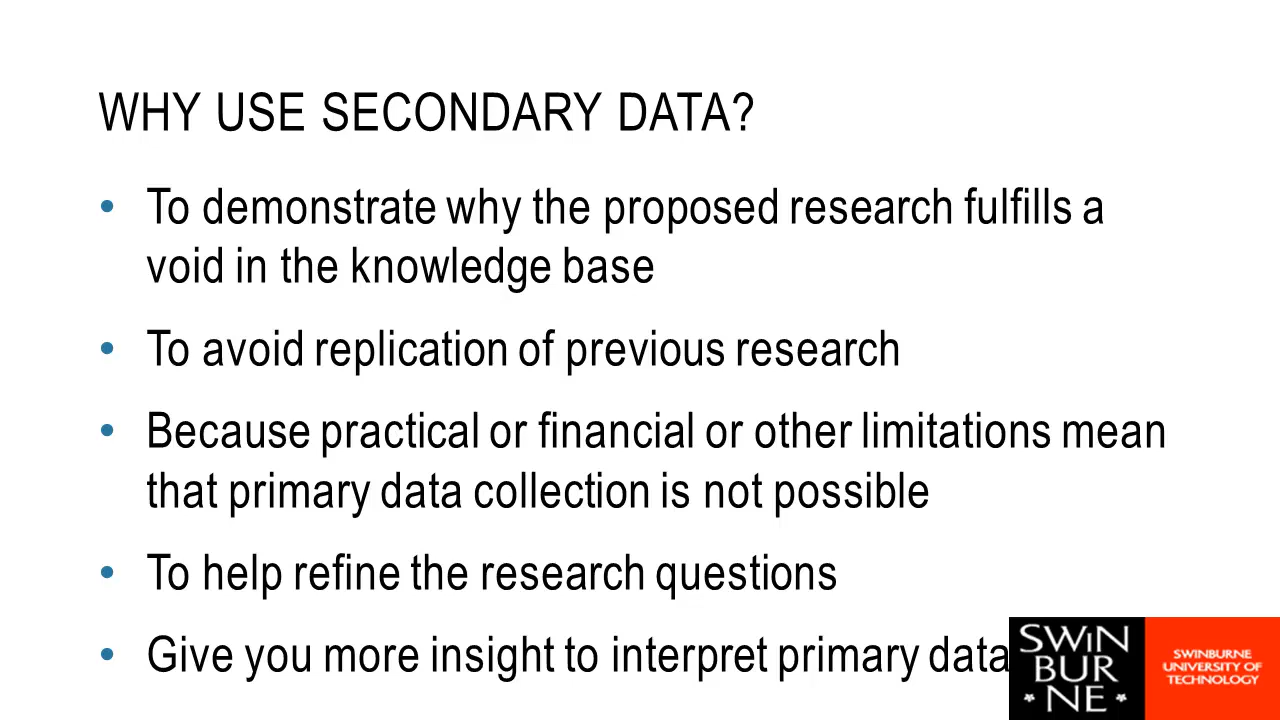 WHY USE SECONDARY DATA?
• To demonstrate why the proposed research fulfills a
void in the knowledge base
• To avoid replication of previous research
• Because practical or financial or other limitations mean
that primary data collection is not possible
• To help refine the research questions
• Give you more insight to interpret primary data
SWIN
BUR
* NE *
SWINBURNE
UNIVERSITY OF
TECHNOLOGY